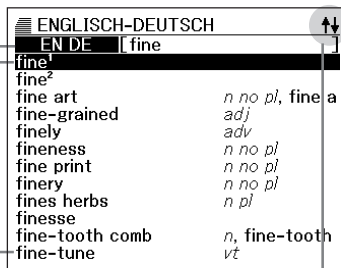 ENGLISCH-DEUTSCH
EN DE [fine ]
fine¹
fine²
fine art n no pl, fine a
fine-grained adj
finely adv
fineness n no pl
fine print n no pl
finery n no pl
fines herbs n pl
finesse
fine-tooth comb n, fine-tooth
fine-tune vt